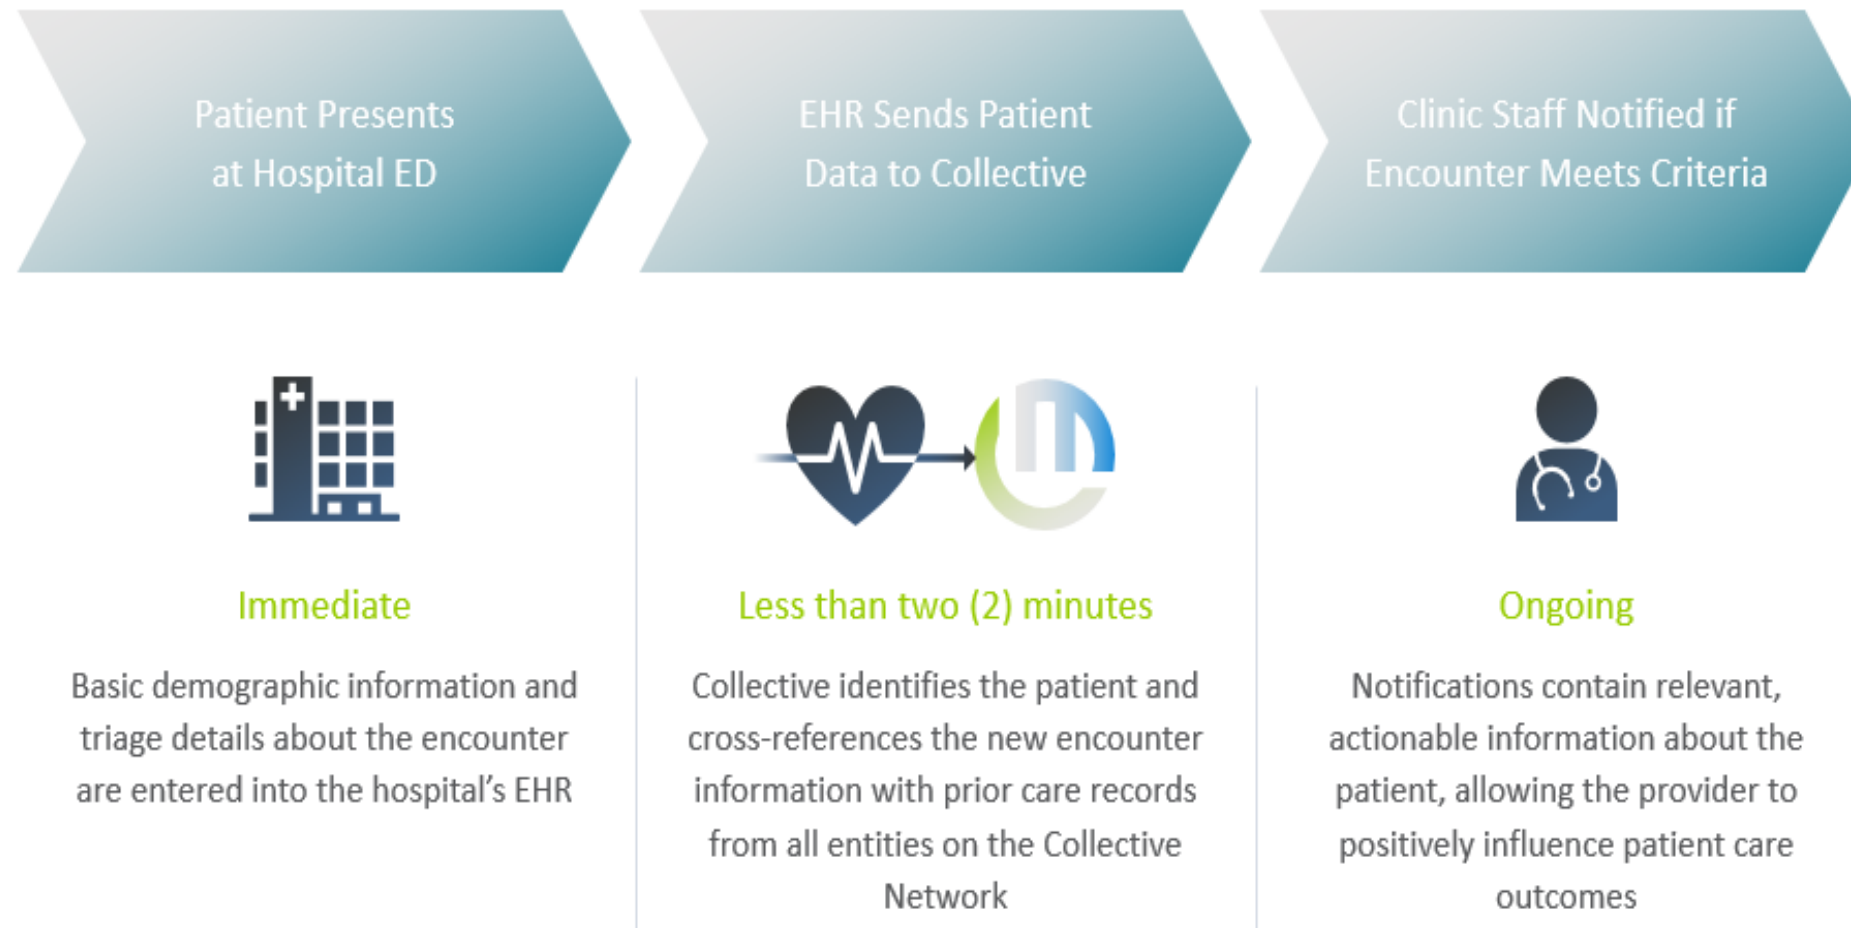 Patient Presents
at Hospital ED
EHR Sends Patient
Data to Collective
Clinic Staff Notified if
Encounter Meets Criteria
Immediate
Basic demographic information and
triage details about the encounter
are entered into the hospital's EHR
Less than two (2) minutes
Collective identifies the patient and
cross-references the new encounter
information with prior care records
from all entities on the Collective
Network
Ongoing
Notifications contain relevant,
actionable information about the
patient, allowing the provider to
positively influence patient care
outcomes